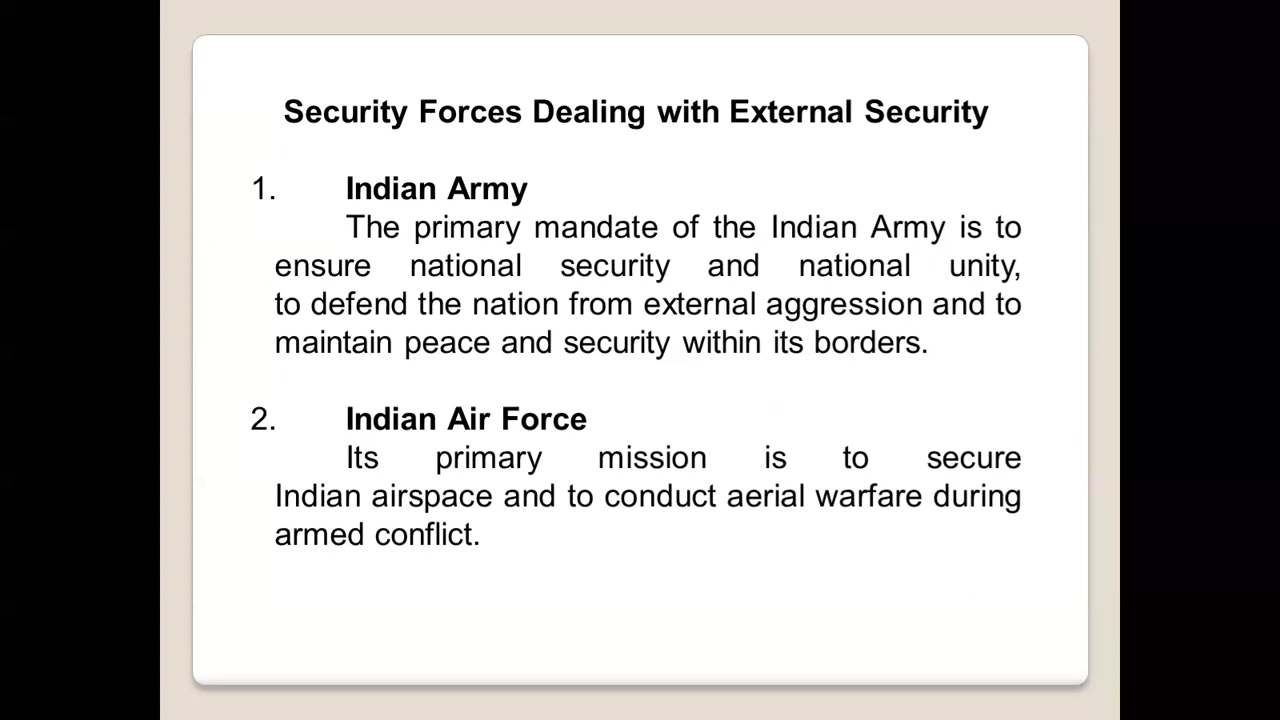 Security Forces Dealing with External Security
1. Indian Army
The primary mandate of the Indian Army is to
ensure national security and national unity,
to defend the nation from external aggression and to
maintain peace and security within its borders.
2. Indian Air Force
Its primary mission is to secure
Indian airspace and to conduct aerial warfare during
armed conflict.